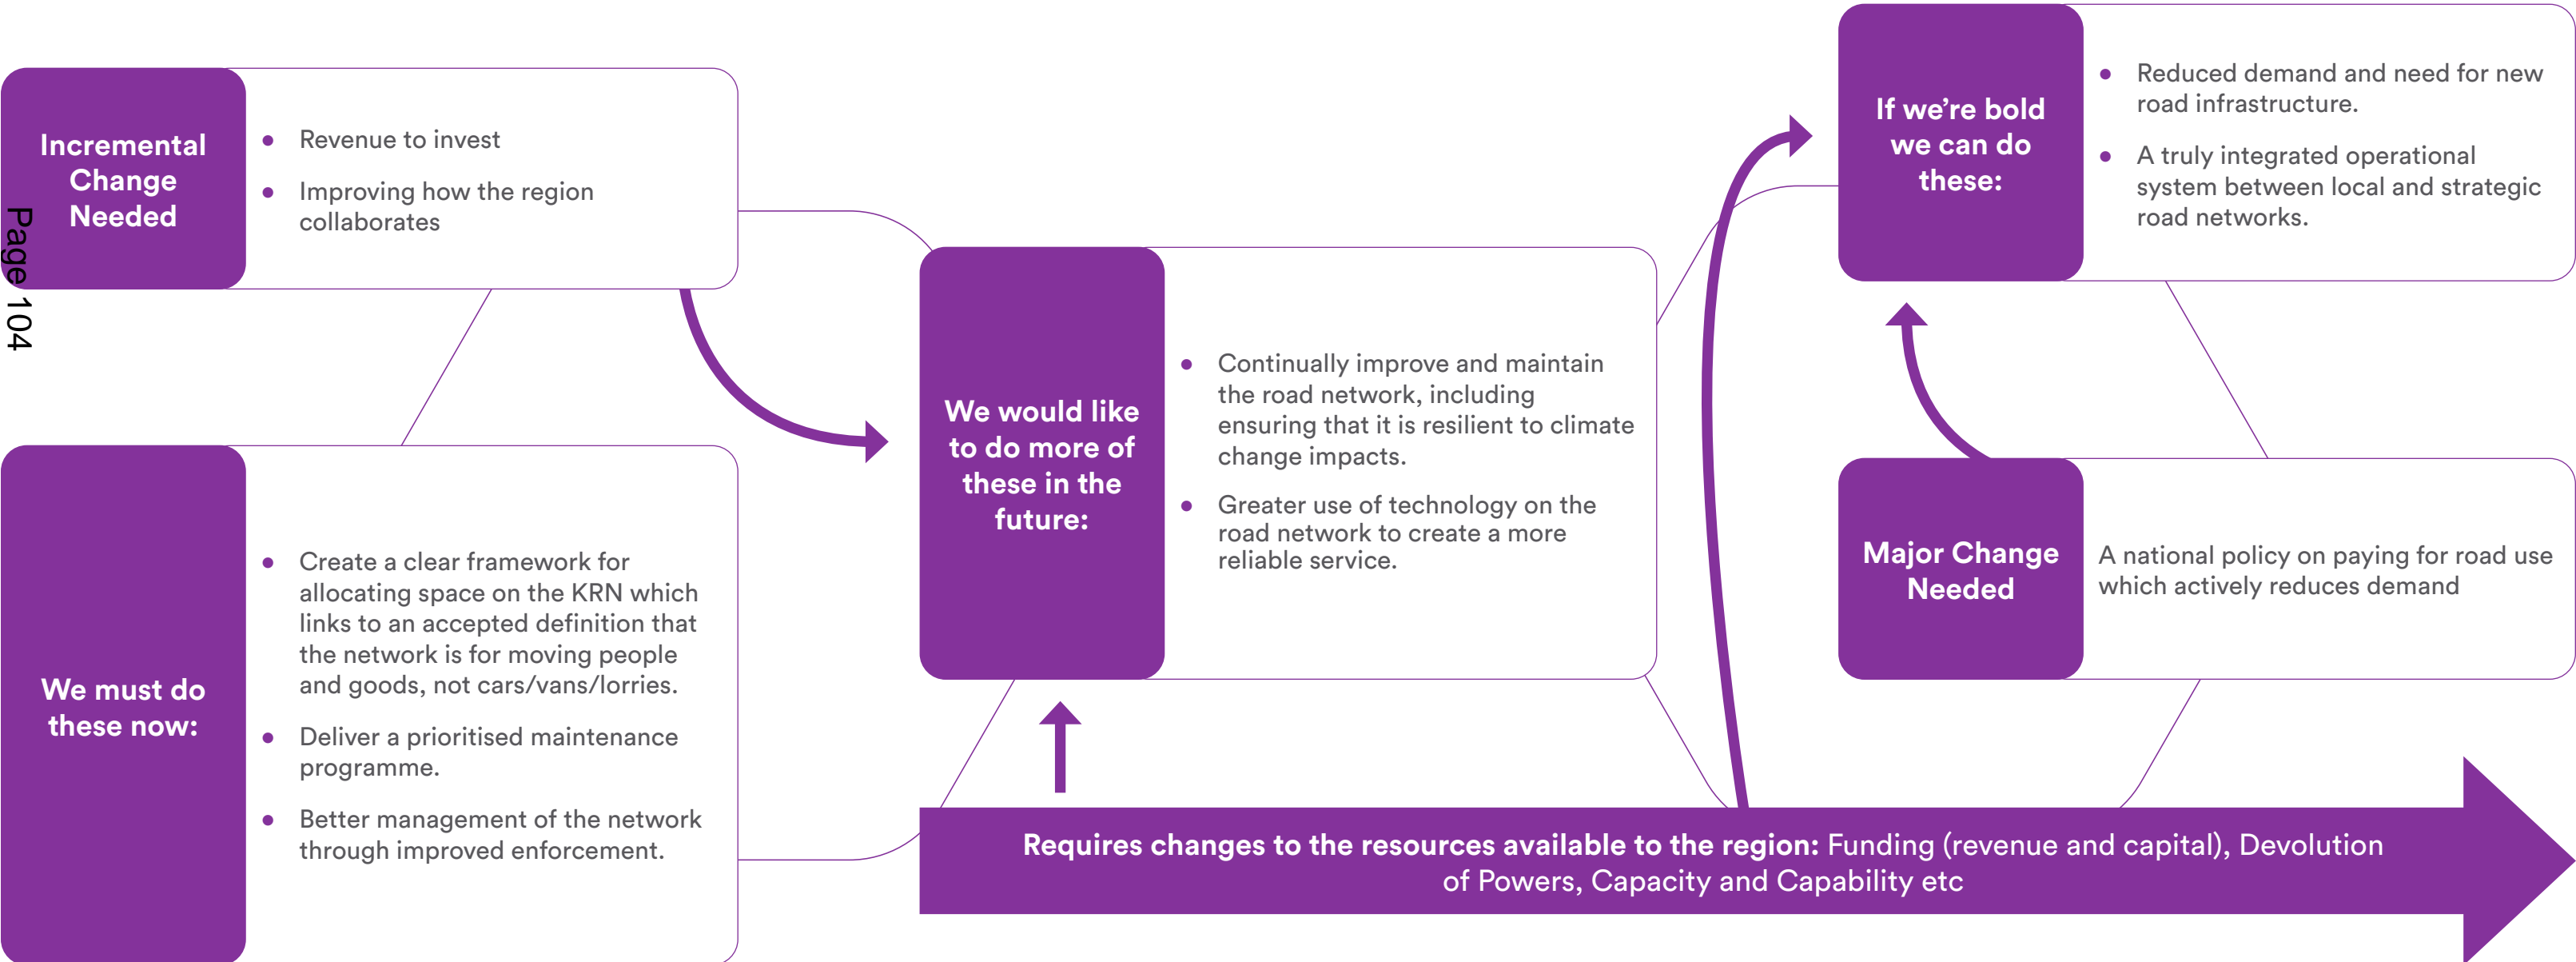 Page 104
Incremental
Change
Needed
• Revenue to invest
• Improving how the region
collaborates
We must do
these now:
• Create a clear framework for
allocating space on the KRN which
links to an accepted definition that
the network is for moving people
and goods, not cars/vans/lorries.
• Deliver a prioritised maintenance
programme.
• Better management of the network
through improved enforcement.
We would like
to do more of
these in the
future:
• Continually improve and maintain
the road network, including
ensuring that it is resilient to climate
change impacts.
• Greater use of technology on the
road network to create a more
reliable service.
If we’re bold
we can do
these:
• Reduced demand and need for new
road infrastructure.
• A truly integrated operational
system between local and strategic
road networks.
Major Change
Needed
A national policy on paying for road use
which actively reduces demand
Requires changes to the resources available to the region: Funding (revenue and capital), Devolution
of Powers, Capacity and Capability etc